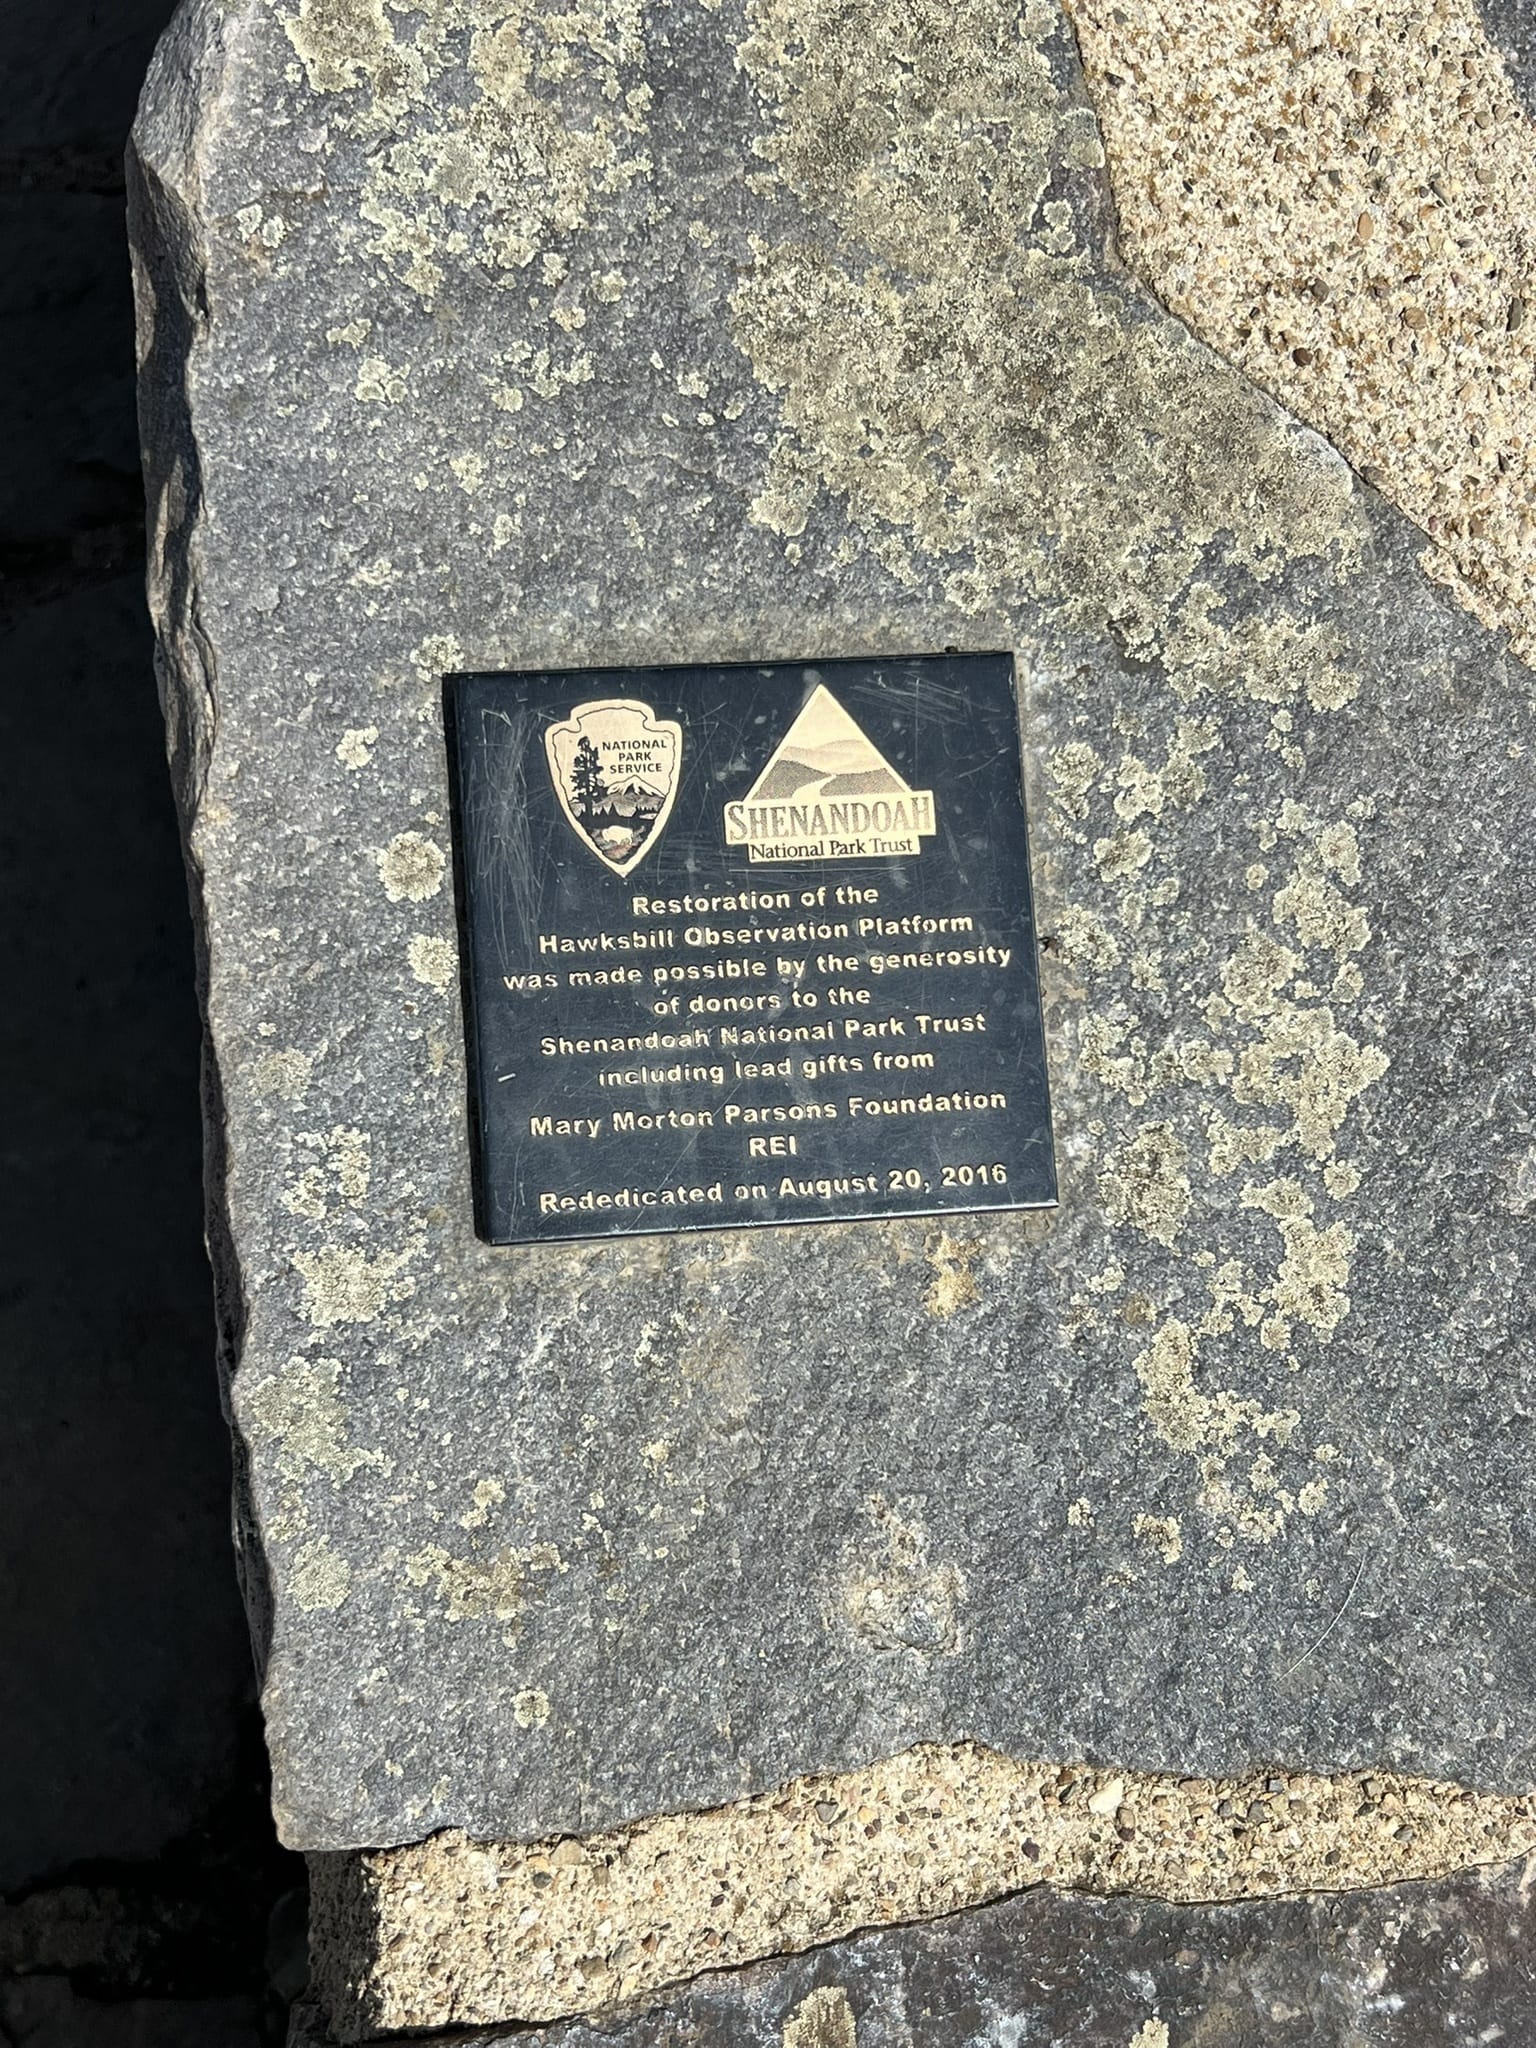 NATIONAL
PARK
SERVICE
SHENANDOAH
National Park Trust
Restoration of the
Hawksbill Observation Platform
was made possible by the generosity
of donors to the
Shenandoah National Park Trust
including lead gifts from
Mary Morton Parsons Foundation
REI
Rededicated on August 20, 2016